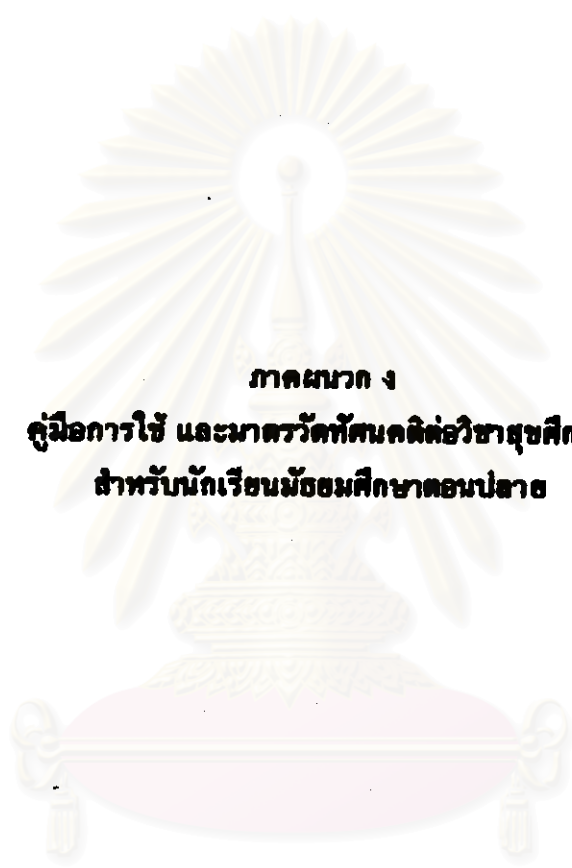 ภาคผนวก ง
คู่มือการใช้ และมาตรวัดทัศนคติต่อวิชาสุขศึก
สำหรับนักเรียนมัธยมศึกษาตอนปลาย